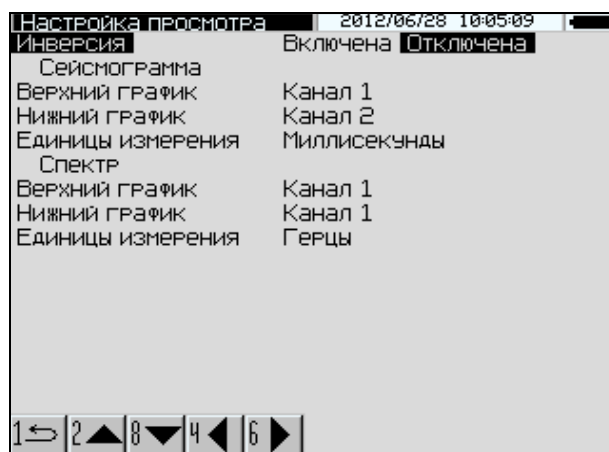 Настройка просмотра 2012/06/28 10:05:09
Инверсия Включена Отключена
Сейсмограмма
Верхний график Канал 1
Нижний график Канал 2
Единицы измерения Миллисекунды
Спектр
Верхний график Канал 1
Нижний график Канал 1
Единицы измерения Герцы
1 2 8 4 6